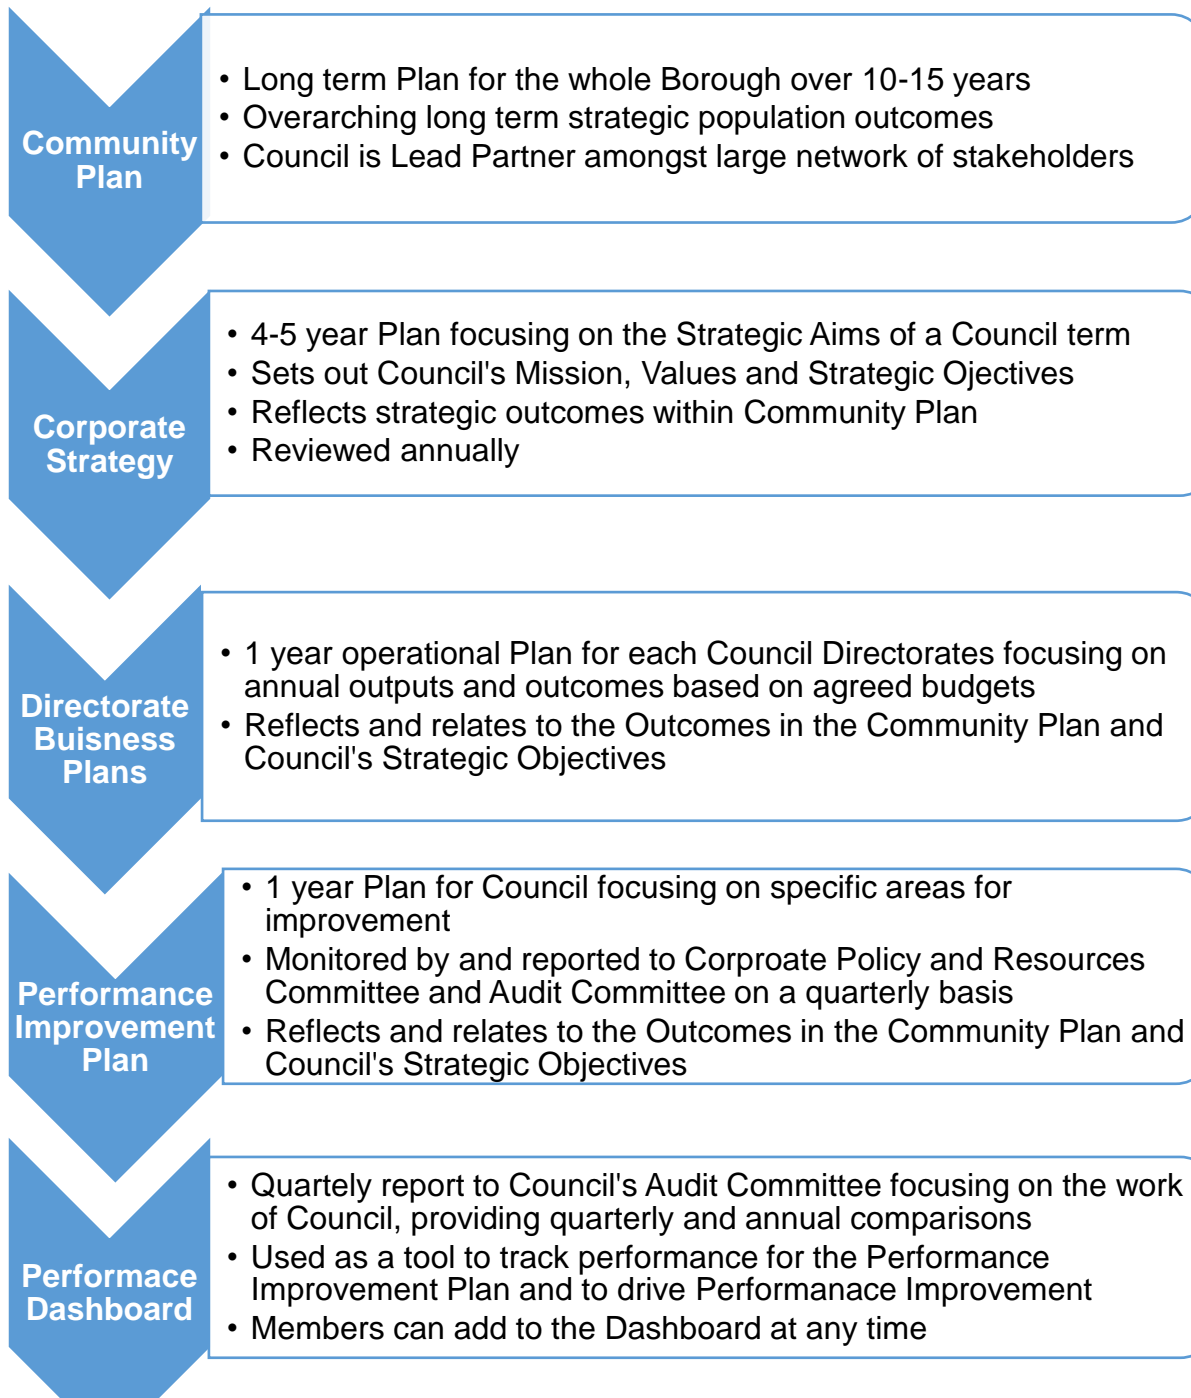 Community
Plan
• Long term Plan for the whole Borough over 10-15 years
• Overarching long term strategic population outcomes
• Council is Lead Partner amongst large network of stakeholders
Corporate
Strategy
• 4-5 year Plan focusing on the Strategic Aims of a Council term
• Sets out Council's Mission, Values and Strategic Ojectives
• Reflects strategic outcomes within Community Plan
• Reviewed annually
Directorate
Buisness
Plans
• 1 year operational Plan for each Council Directorates focusing on
annual outputs and outcomes based on agreed budgets
• Reflects and relates to the Outcomes in the Community Plan and
Council's Strategic Objectives
Performance
Improvement
Plan
• 1 year Plan for Council focusing on specific areas for
improvement
• Monitored by and reported to Corproate Policy and Resources
Committee and Audit Committee on a quarterly basis
• Reflects and relates to the Outcomes in the Community Plan and
Council's Strategic Objectives
Performace
Dashboard
• Quartely report to Council's Audit Committee focusing on the work
of Council, providing quarterly and annual comparisons
• Used as a tool to track performance for the Performance
Improvement Plan and to drive Performanace Improvement
• Members can add to the Dashboard at any time